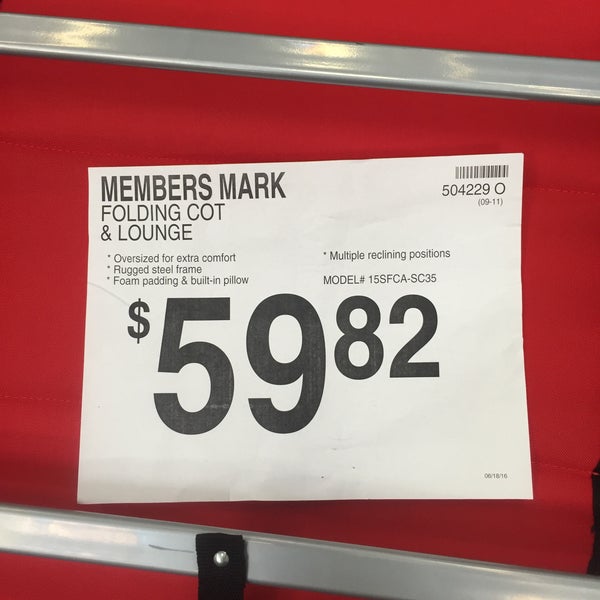 MEMBERS MARK
FOLDING COT
& LOUNGE
504229 O
(09-11)
* Oversized for extra comfort
* Rugged steel frame
* Foam padding & built-in pillow
* Multiple reclining positions
MODEL# 15SFCA-SC35
$5982
06/18/16